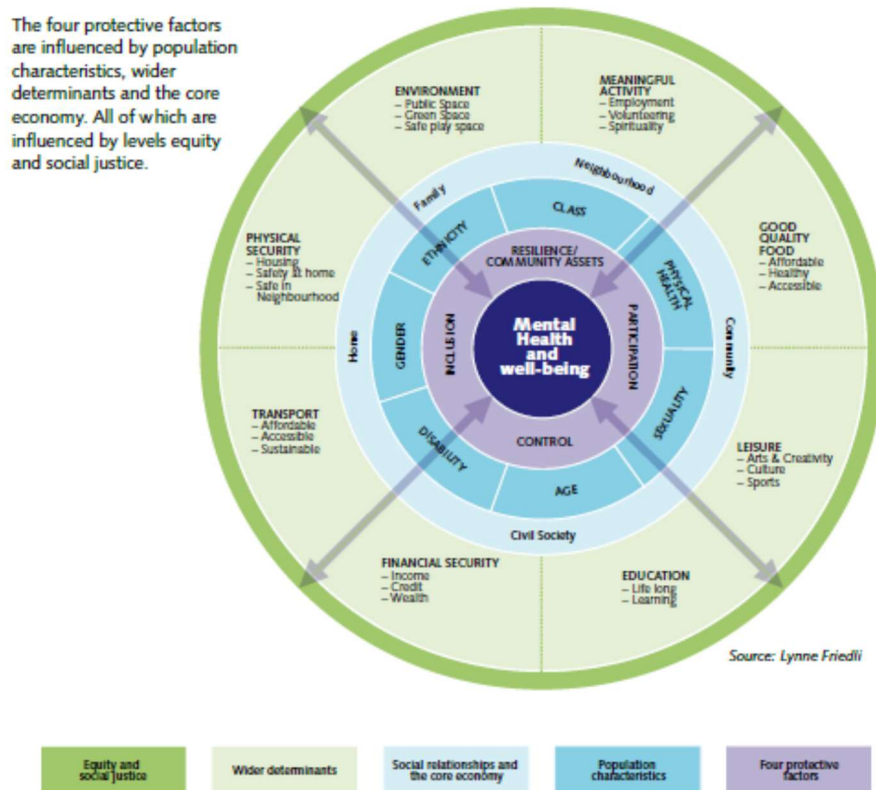 The four protective factors
are influenced by population
characteristics, wider
determinants and the core
economy. All of which are
influenced by levels equity
and social justice.
ENVIRONMENT
– Public Space
– Green Space
– Safe play space
MEANINGFUL
ACTIVITY
– Employment
– Volunteering
– Spirituality
PHYSICAL
SECURITY
– Housing
– Safety at home
– Safe in
Neighbourhood
GOOD
QUALITY
FOOD
– Affordable
– Healthy
– Accessible
TRANSPORT
– Affordable
– Accessible
– Sustainable
LEISURE
– Arts & Creativity
– Culture
– Sports
FINANCIAL SECURITY
– Income
– Credit
– Wealth
EDUCATION
– Life long
– Learning
Family
Neighbourhood
Home
Community
Civil Society
ETHNICITY
CLASS
PHYSICAL
HEALTH
GENDER
SEXUALITY
DISABILITY
AGE
RESILIENCE/
COMMUNITY ASSETS
INCLUSION
PARTICIPATION
CONTROL
Mental
Health
and
well-being
Source: Lynne Friedli
Equity and
social justice
Wider determinants
Social relationships and
the core economy
Population
characteristics
Four protective
factors